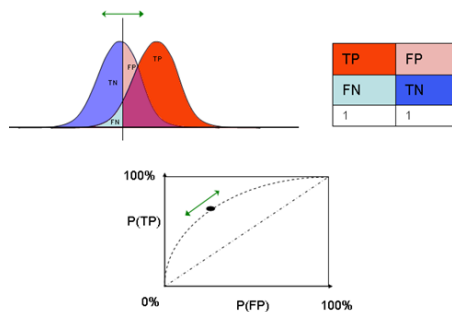 TP
FP
TN
FN
TP FP
FN TN
1 1
100%
P(TP)
0%
P(FP)
100%